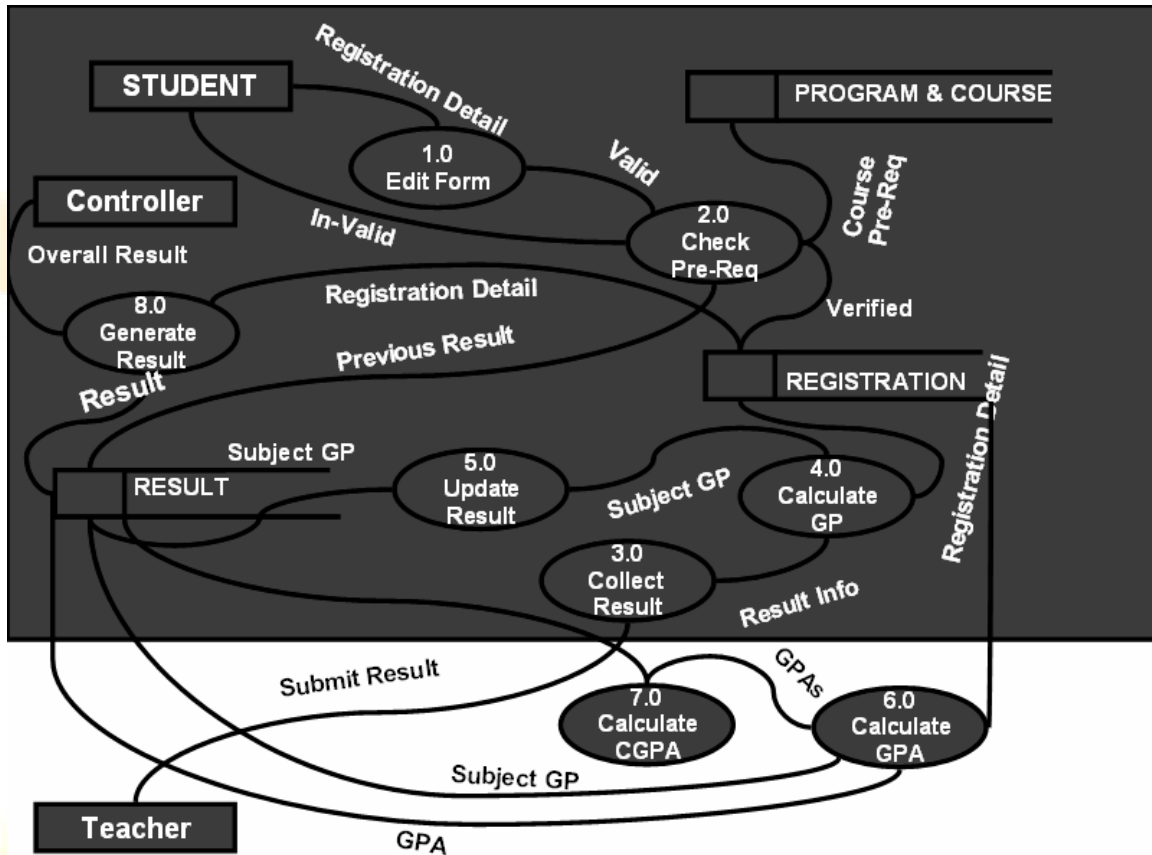 Registration Detail
STUDENT
PROGRAM & COURSE
1.0
Edit Form
Valid
Course
Pre-Req
Controller
In-Valid
2.0
Check
Pre-Req
Overall Result
Registration Detail
8.0
Generate
Result
Verified
Previous Result
Result
REGISTRATION
Registration Detail
Subject GP
RESULT
5.0
Update
Result
Subject GP
4.0
Calculate
GP
3.0
Collect
Result
Result Info
Submit Result
GPAs
7.0
Calculate
CGPA
6.0
Calculate
GPA
Subject GP
Teacher
GPA